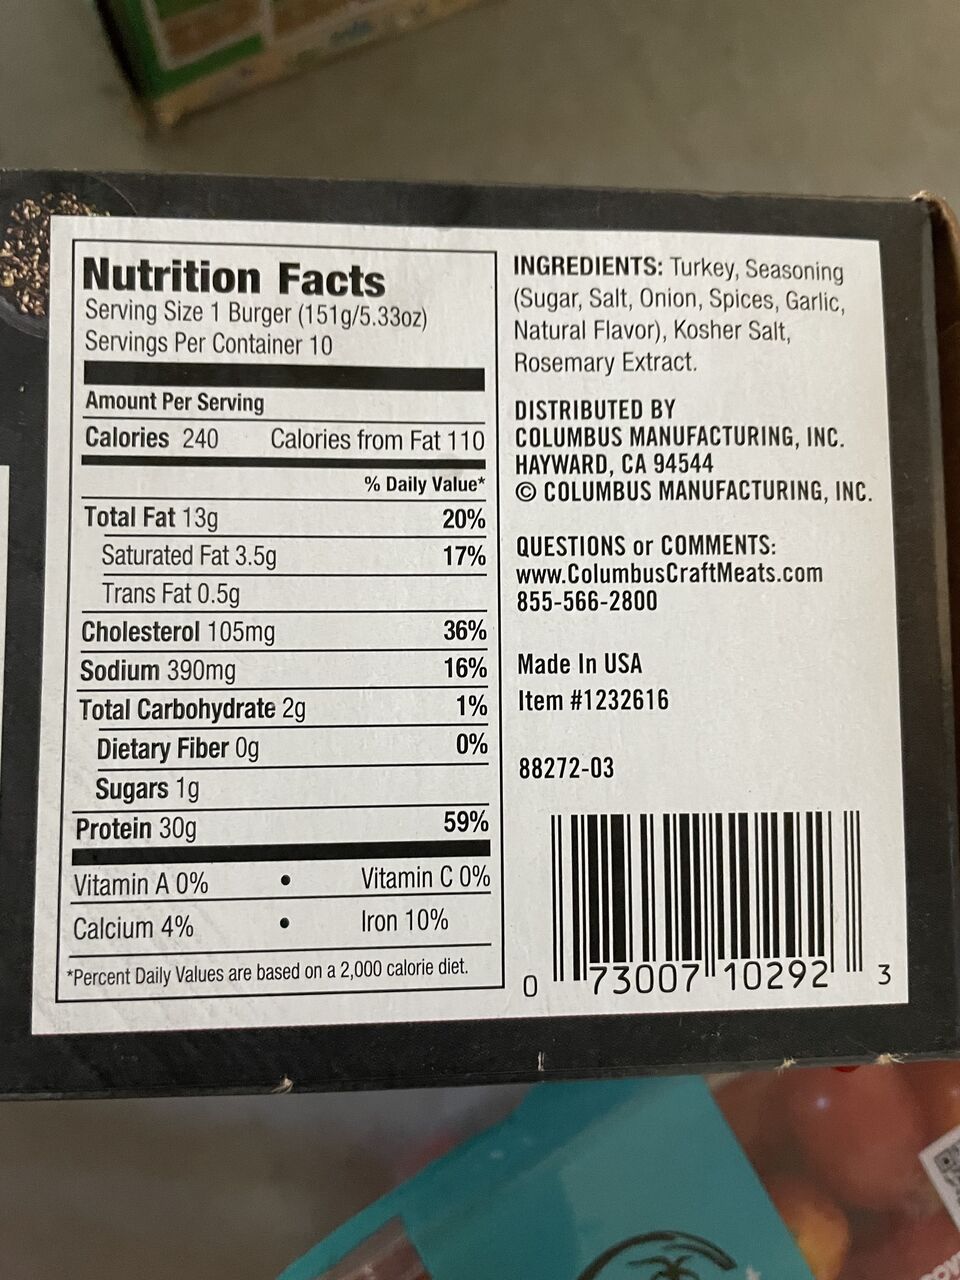 Nutrition Facts
Serving Size 1 Burger (151g/5.33oz)
Servings Per Container 10
Amount Per Serving
Calories 240 Calories from Fat 110
% Daily Value*
Total Fat 13g 20%
Saturated Fat 3.5g 17%
Trans Fat 0.5g
Cholesterol 105mg 36%
Sodium 390mg 16%
Total Carbohydrate 2g 1%
Dietary Fiber 0g 0%
Sugars 1g
Protein 30g 59%
Vitamin A 0% • Vitamin C 0%
Calcium 4% • Iron 10%
*Percent Daily Values are based on a 2,000 calorie diet.
INGREDIENTS: Turkey, Seasoning
(Sugar, Salt, Onion, Spices, Garlic,
Natural Flavor), Kosher Salt,
Rosemary Extract.
DISTRIBUTED BY
COLUMBUS MANUFACTURING, INC.
HAYWARD, CA 94544
© COLUMBUS MANUFACTURING, INC.
QUESTIONS or COMMENTS:
www.ColumbusCraftMeats.com
855-566-2800
Made In USA
Item #1232616
88272-03
0 73007 10292 3